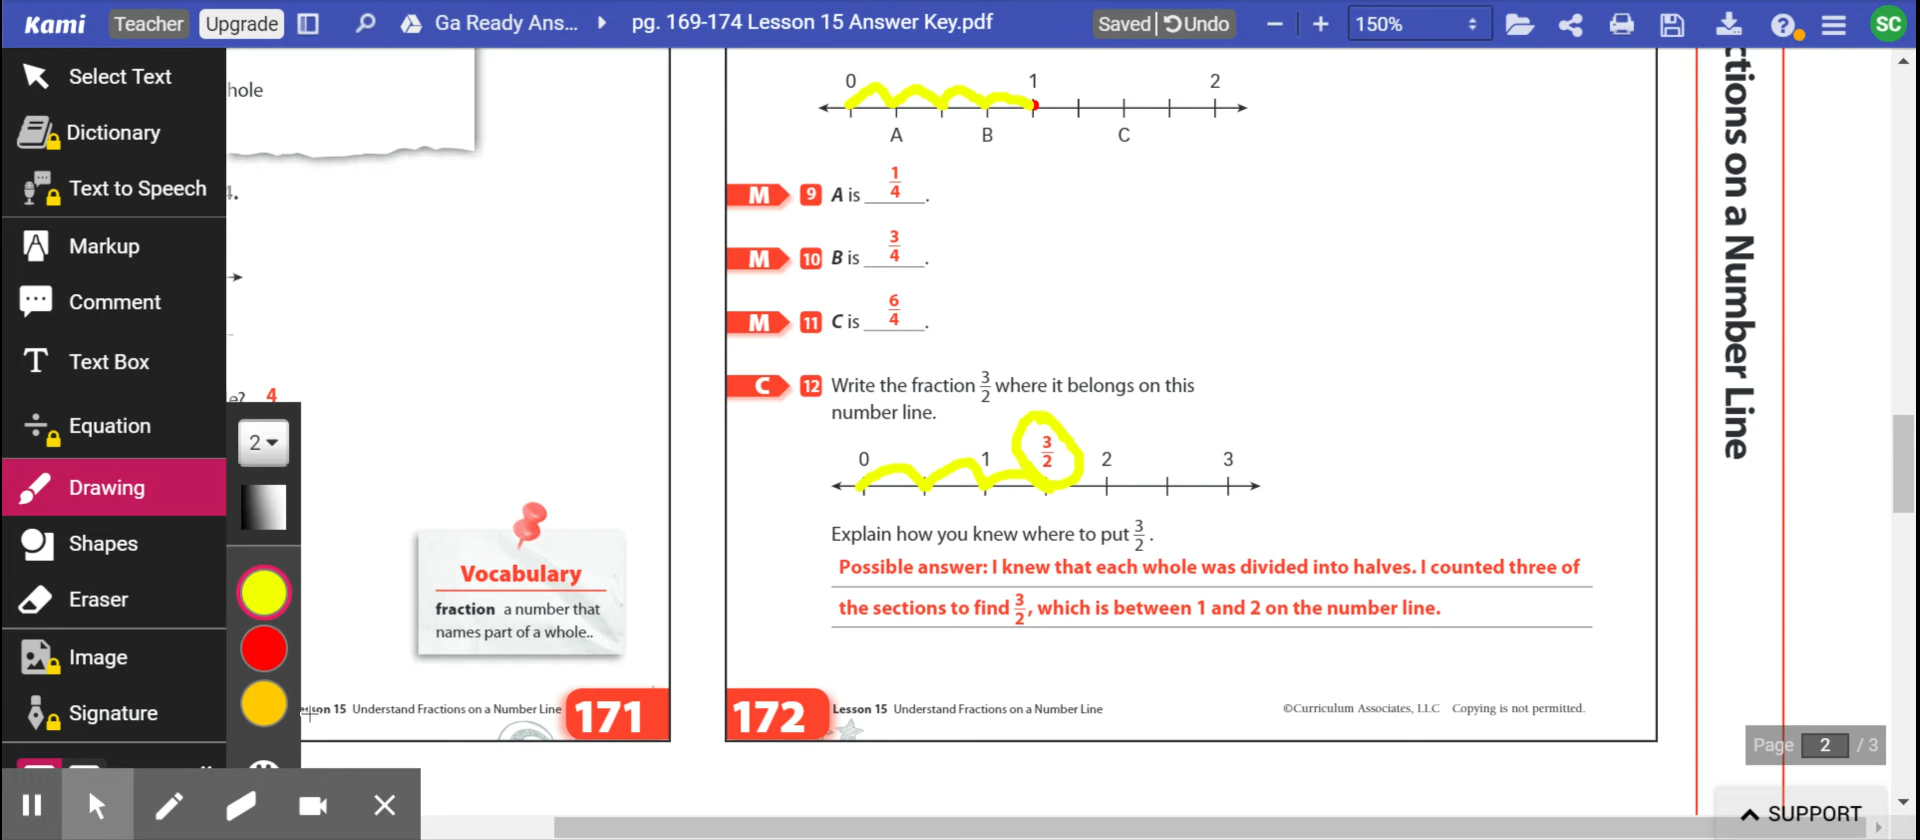 Kami Teacher Upgrade Ga Ready Ans... pg. 169-174 Lesson 15 Answer Key.pdf Saved Undo 150% SC
Select Text
Dictionary
Text to Speech
Markup
Comment
Text Box
Equation
Drawing
Shapes
Eraser
Image
Signature
2
hole
4
Vocabulary
fraction a number that
names part of a whole..
15 Understand Fractions on a Number Line 171
0 1 2
A B C
M 9 A is 1/4.
M 10 B is 3/4.
M 11 C is 6/4.
C 12 Write the fraction 3/2 where it belongs on this
number line.
0 1 3/2 2 3
Explain how you knew where to put 3/2.
Possible answer: I knew that each whole was divided into halves. I counted three of
the sections to find 3/2, which is between 1 and 2 on the number line.
172 Lesson 15 Understand Fractions on a Number Line ©Curriculum Associates, LLC Copying is not permitted.
ctions on a Number Line
Page 2 / 3
SUPPORT